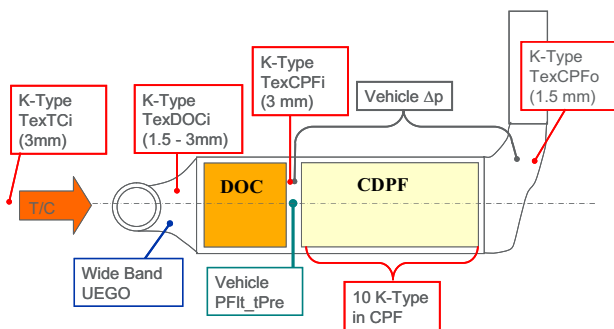 K-Type
TexTCi
(3mm)
K-Type
TexDOCi
(1.5 - 3mm)
K-Type
TexCPFi
(3 mm)
Vehicle Δp
K-Type
TexCPFo
(1.5 mm)
T/C
DOC
CDPF
Wide Band
UEGO
Vehicle
PFlt_tPre
10 K-Type
in CPF